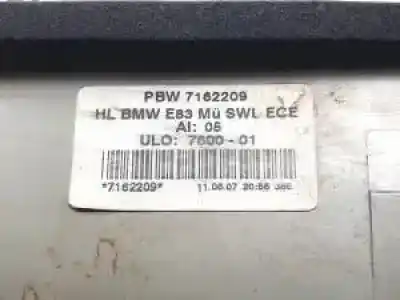 PBW 7162209
HL BMW E83 Mü SWL ECE
AI: 05
ULO: 7600-01
*7162209*
11.06.07 20:56